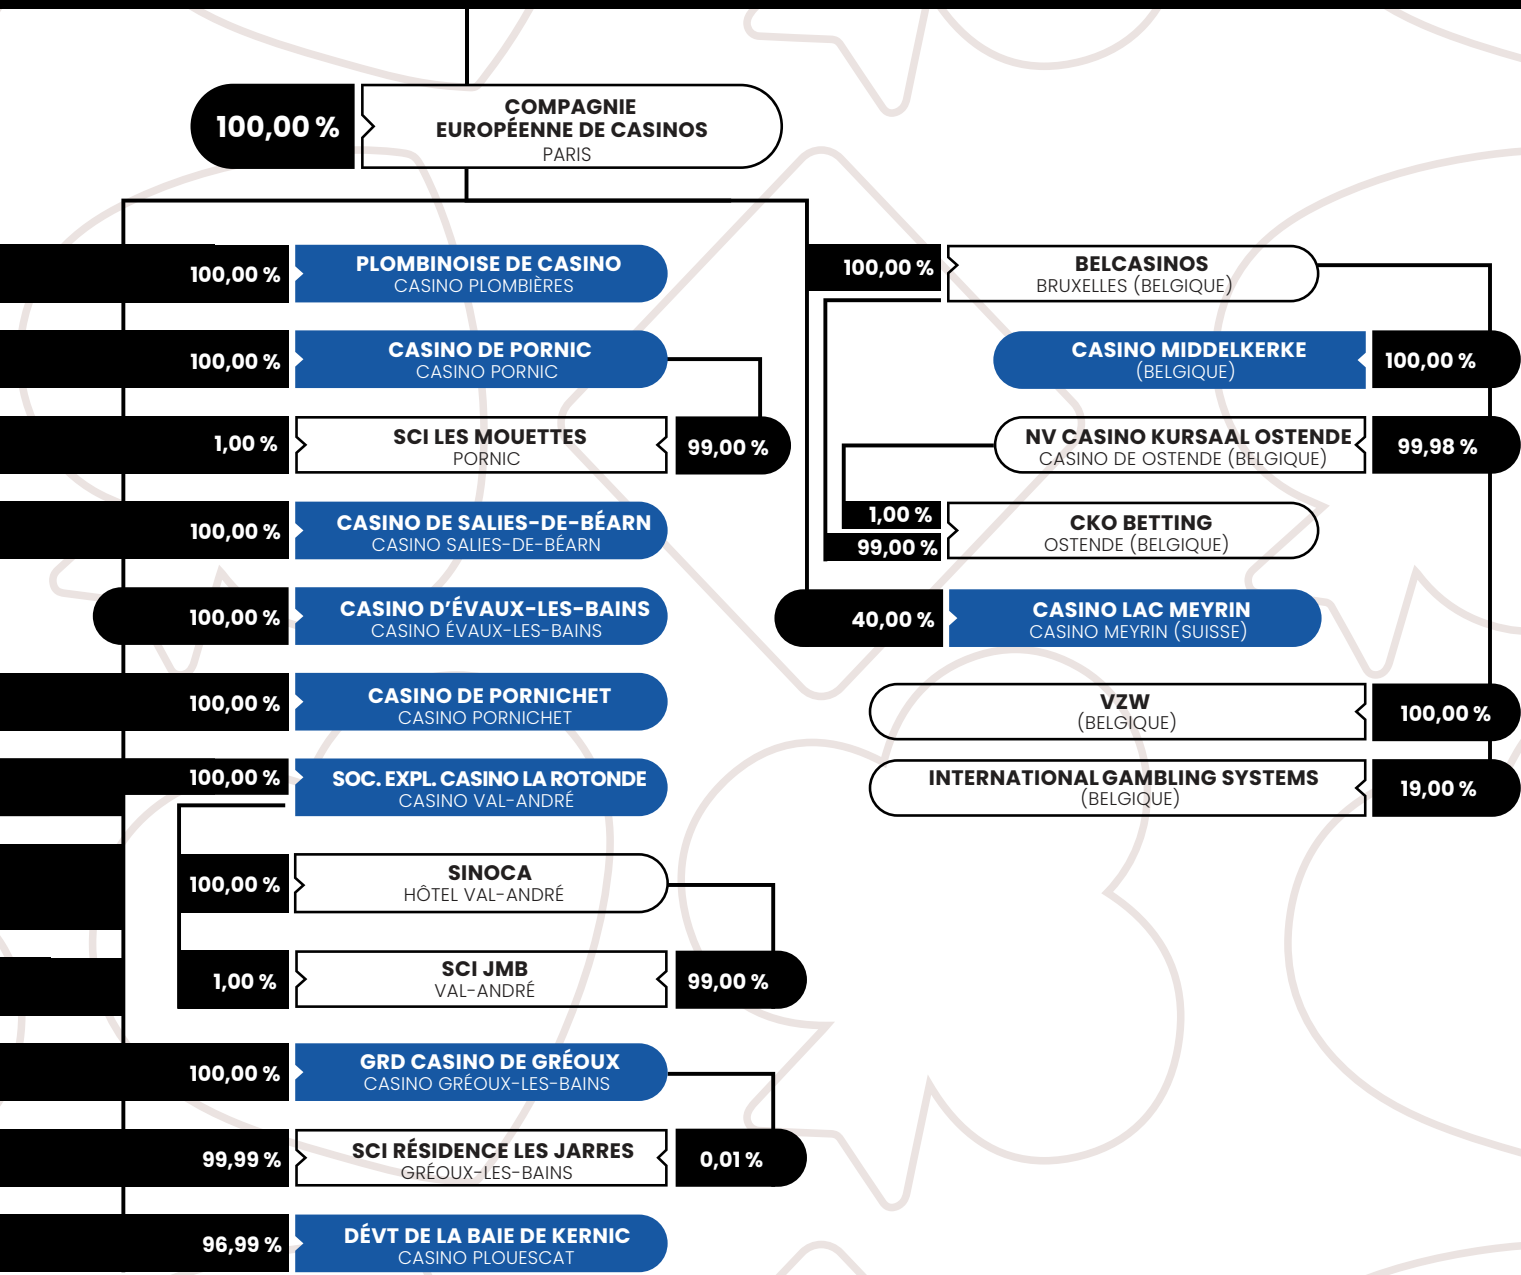 100,00 %
COMPAGNIE
EUROPÉENNE DE CASINOS
PARIS
100,00 %
PLOMBINOISE DE CASINO
CASINO PLOMBIÈRES
100,00 %
CASINO DE PORNIC
CASINO PORNIC
1,00 %
SCI LES MOUETTES
PORNIC
99,00 %
100,00 %
CASINO DE SALIES-DE-BÉARN
CASINO SALIES-DE-BÉARN
100,00 %
CASINO D'ÉVAUX-LES-BAINS
CASINO ÉVAUX-LES-BAINS
100,00 %
CASINO DE PORNICHET
CASINO PORNICHET
100,00 %
SOC. EXPL. CASINO LA ROTONDE
CASINO VAL-ANDRÉ
100,00 %
SINOCA
HÔTEL VAL-ANDRÉ
1,00 %
SCI JMB
VAL-ANDRÉ
99,00 %
100,00 %
GRD CASINO DE GRÉOUX
CASINO GRÉOUX-LES-BAINS
99,99 %
SCI RÉSIDENCE LES JARRES
GRÉOUX-LES-BAINS
0,01 %
96,99 %
DÉVT DE LA BAIE DE KERNIC
CASINO PLOUESCAT
100,00 %
BELCASINOS
BRUXELLES (BELGIQUE)
CASINO MIDDELKERKE
(BELGIQUE)
100,00 %
NV CASINO KURSAAL OSTENDE
CASINO DE OSTENDE (BELGIQUE)
99,98 %
1,00 %
99,00 %
CKO BETTING
OSTENDE (BELGIQUE)
40,00 %
CASINO LAC MEYRIN
CASINO MEYRIN (SUISSE)
VZW
(BELGIQUE)
100,00 %
INTERNATIONAL GAMBLING SYSTEMS
(BELGIQUE)
19,00 %